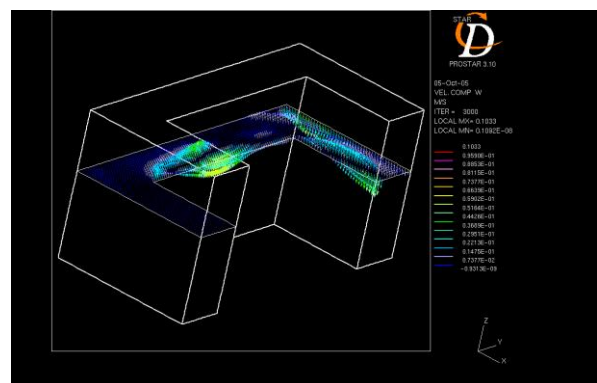 STAR
D
PROSTAR 3.10
05-Oct-05
VEL. COMP W
M/S
ITER = 3000
LOCAL MX= 0.1033
LOCAL MN= 0.1092E-08
0.1033
0.9590E-01
0.8853E-01
0.8115E-01
0.7377E-01
0.6639E-01
0.5902E-01
0.5164E-01
0.4426E-01
0.3689E-01
0.2951E-01
0.2213E-01
0.1475E-01
0.7377E-02
-0.9313E-09
Z
Y
X